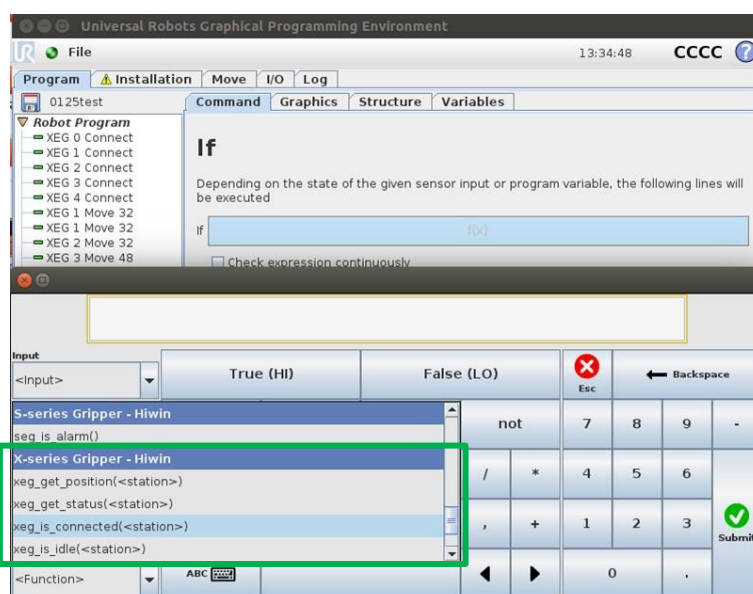 Universal Robots Graphical Programming Environment
UR File 13:34:48 CCCC ?
Program Installation Move I/O Log
0125test Command Graphics Structure Variables
Robot Program
XEG 0 Connect
XEG 1 Connect
XEG 2 Connect
XEG 3 Connect
XEG 4 Connect
XEG 1 Move 32
XEG 1 Move 32
XEG 2 Move 32
XEG 3 Move 48
If
Depending on the state of the given sensor input or program variable, the following lines will
be executed
If f(x)
Check expression continuously
Input
<Input> True (HI) False (LO) Esc Backspace
S-series Gripper - Hiwin
seg_is_alarm()
X-series Gripper - Hiwin
xeg_get_position(<station>)
xeg_get_status(<station>)
xeg_is_connected(<station>)
xeg_is_idle(<station>)
<Function> ABC
not 7 8 9 -
/ * 4 5 6
, + 1 2 3 Submit
0 .